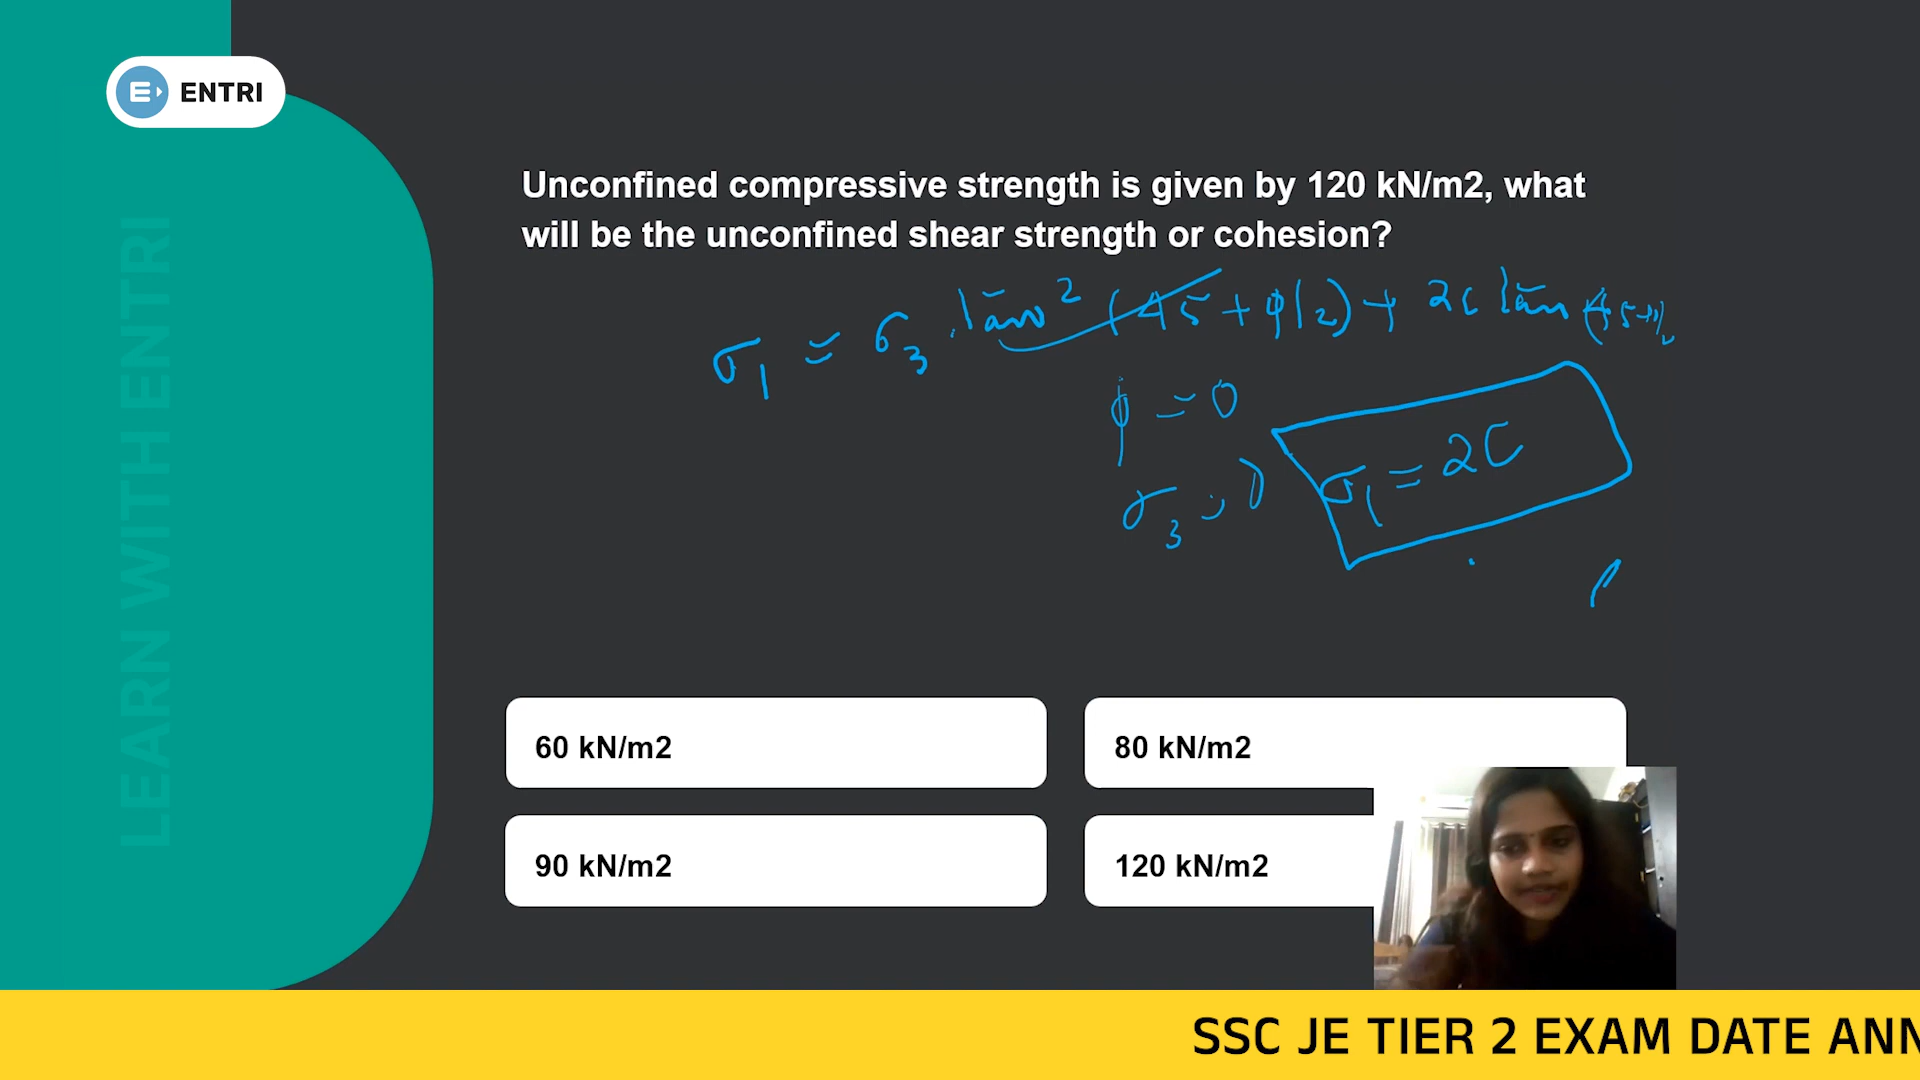 ENTRI
LEARN WITH ENTRI
Unconfined compressive strength is given by 120 kN/m2, what
will be the unconfined shear strength or cohesion?
σ1 = σ3 . tan² (45 + φ/2) + 2c tan (45+φ/2
φ = 0
σ3 = 0
σ1 = 2C
60 kN/m2
80 kN/m2
90 kN/m2
120 kN/m2
SSC JE TIER 2 EXAM DATE ANN